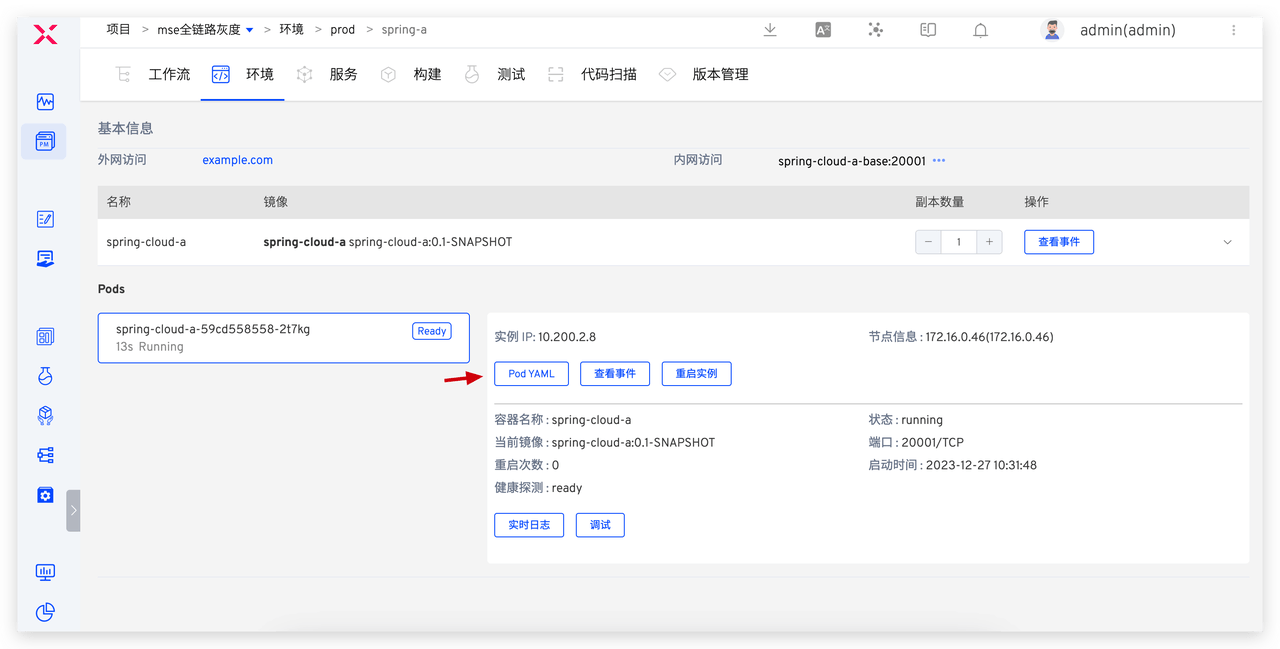 项目 > mse全链路灰度 > 环境 > prod > spring-a
admin(admin)
工作流 环境 服务 构建 测试 代码扫描 版本管理
PM
基本信息
外网访问 example.com 内网访问 spring-cloud-a-base:20001 •••
名称 镜像 副本数量 操作
spring-cloud-a spring-cloud-a spring-cloud-a:0.1-SNAPSHOT − 1 + 查看事件
Pods
spring-cloud-a-59cd558558-2t7kg Ready
13s Running
实例 IP: 10.200.2.8 节点信息 : 172.16.0.46(172.16.0.46)
Pod YAML 查看事件 重启实例
容器名称 : spring-cloud-a 状态 : running
当前镜像 : spring-cloud-a:0.1-SNAPSHOT 端口 : 20001/TCP
重启次数 : 0 启动时间 : 2023-12-27 10:31:48
健康探测 : ready
实时日志 调试